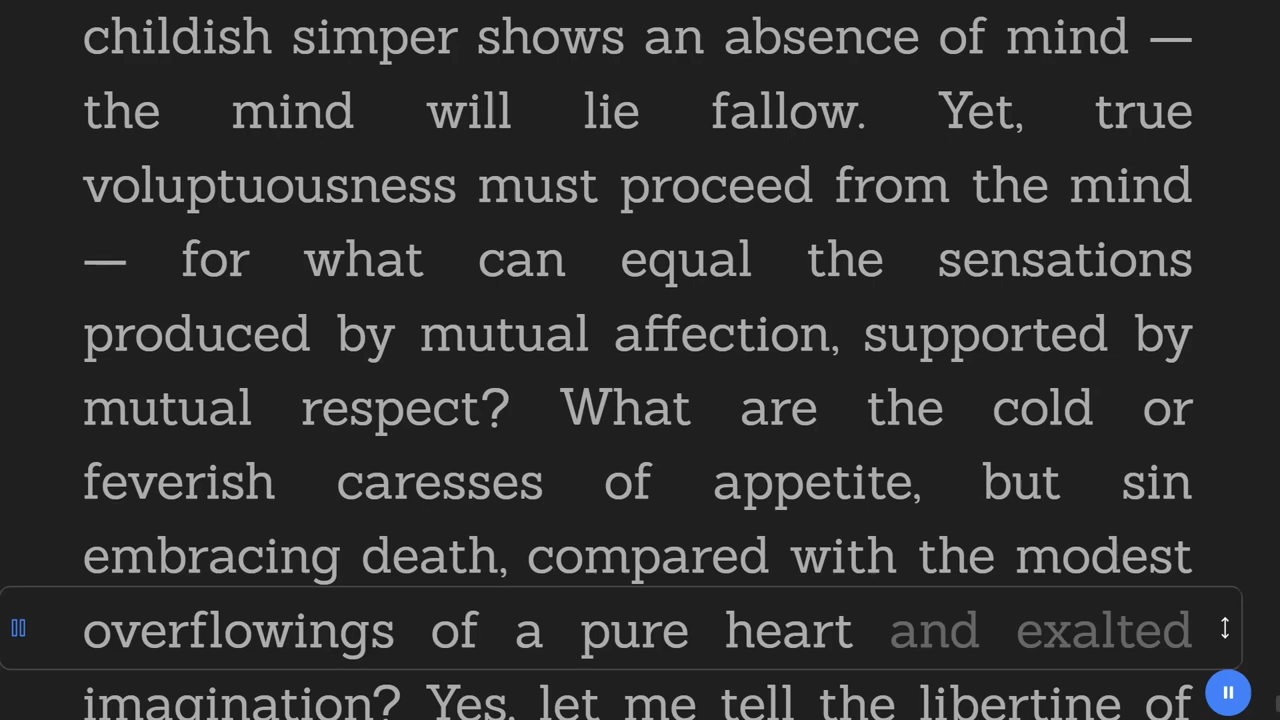 childish simper shows an absence of mind —
the mind will lie fallow. Yet, true
voluptuousness must proceed from the mind
— for what can equal the sensations
produced by mutual affection, supported by
mutual respect? What are the cold or
feverish caresses of appetite, but sin
embracing death, compared with the modest
overflowings of a pure heart and exalted
imagination? Yes, let me tell the libertine of